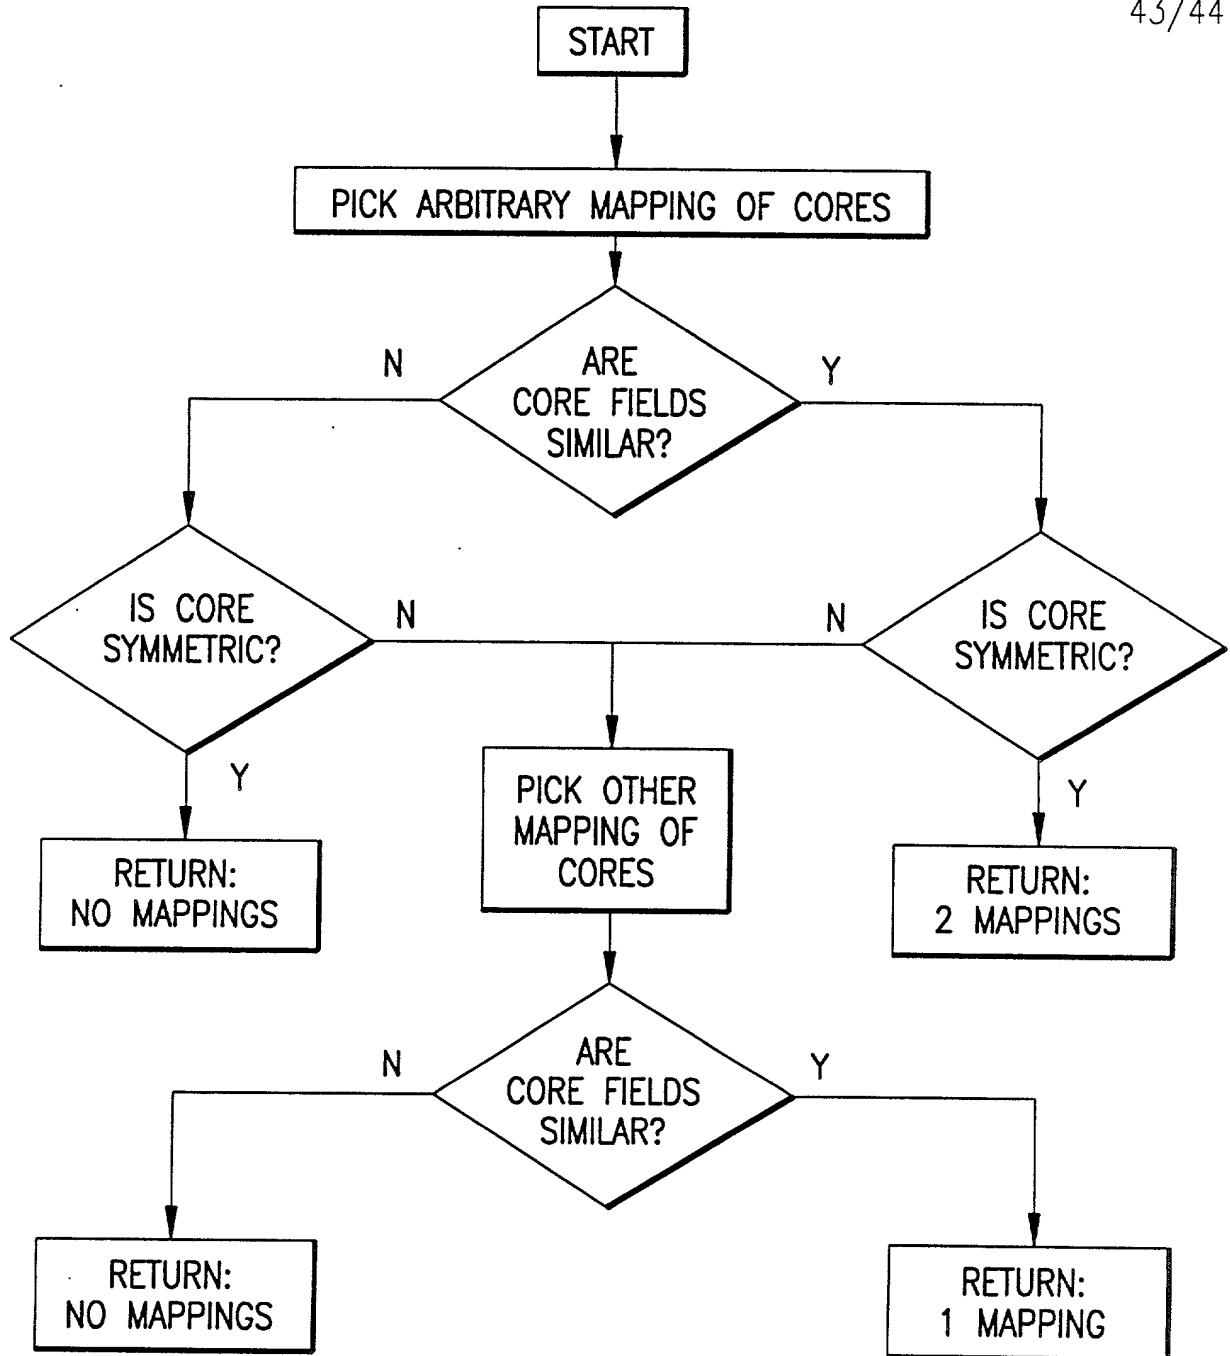 43/44
START
PICK ARBITRARY MAPPING OF CORES
N
Y
ARE
CORE FIELDS
SIMILAR?
IS CORE
SYMMETRIC?
N
N
IS CORE
SYMMETRIC?
Y
Y
PICK OTHER
MAPPING OF
CORES
RETURN:
NO MAPPINGS
RETURN:
2 MAPPINGS
N
Y
ARE
CORE FIELDS
SIMILAR?
RETURN:
NO MAPPINGS
RETURN:
1 MAPPING